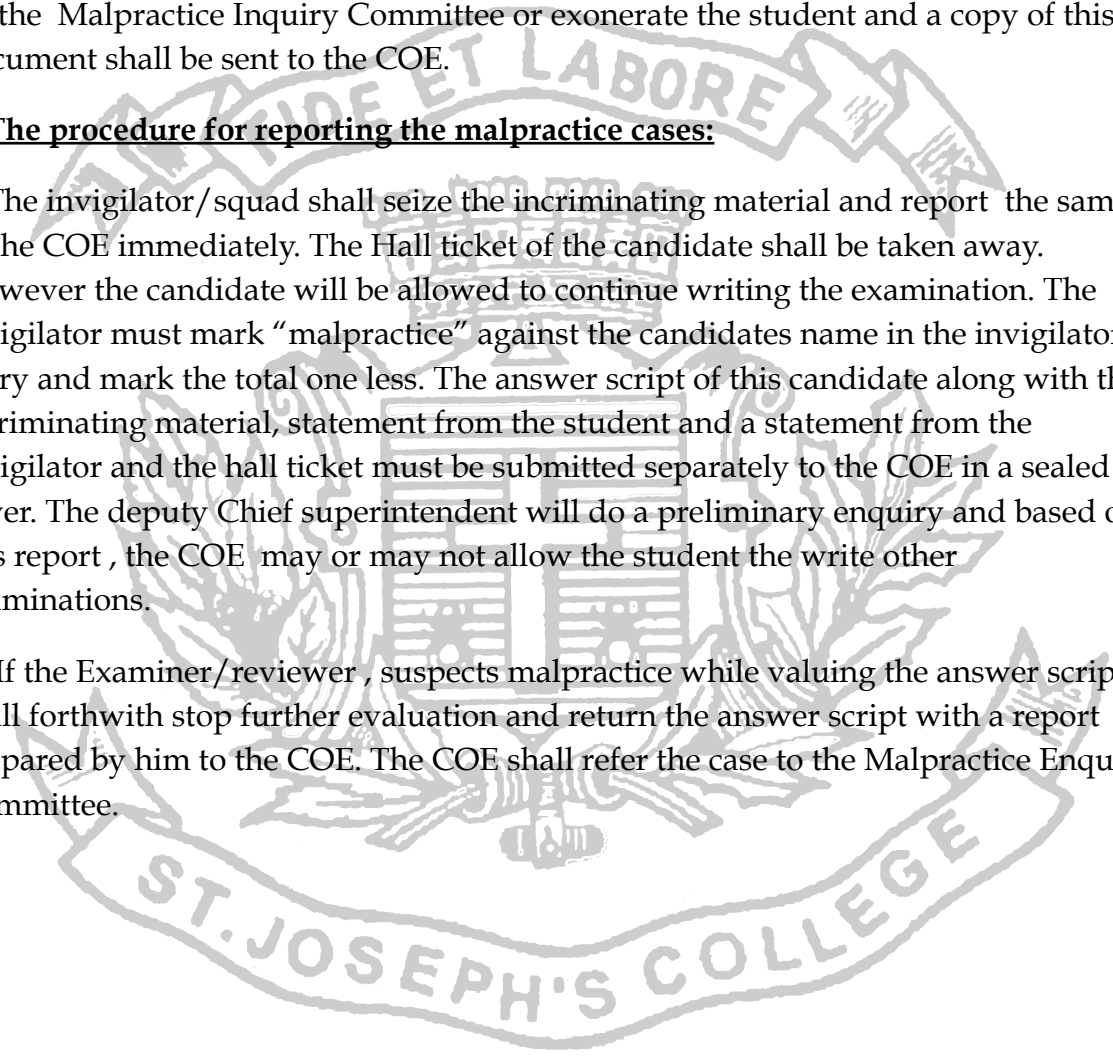 the Malpractice Inquiry Committee or exonerate the student and a copy of this
cument shall be sent to the COE.
The procedure for reporting the malpractice cases:
The invigilator/squad shall seize the incriminating material and report the sam
he COE immediately. The Hall ticket of the candidate shall be taken away.
wever the candidate will be allowed to continue writing the examination. The
igilator must mark “malpractice” against the candidates name in the invigilator
ry and mark the total one less. The answer script of this candidate along with th
riminating material, statement from the student and a statement from the
igilator and the hall ticket must be submitted separately to the COE in a sealed
ver. The deputy Chief superintendent will do a preliminary enquiry and based o
s report , the COE may or may not allow the student the write other
minations.
If the Examiner/reviewer , suspects malpractice while valuing the answer scrip
ll forthwith stop further evaluation and return the answer script with a report
pared by him to the COE. The COE shall refer the case to the Malpractice Enqu
mmittee.
FIDE ET LABORE
ST. JOSEPH'S COLLEGE